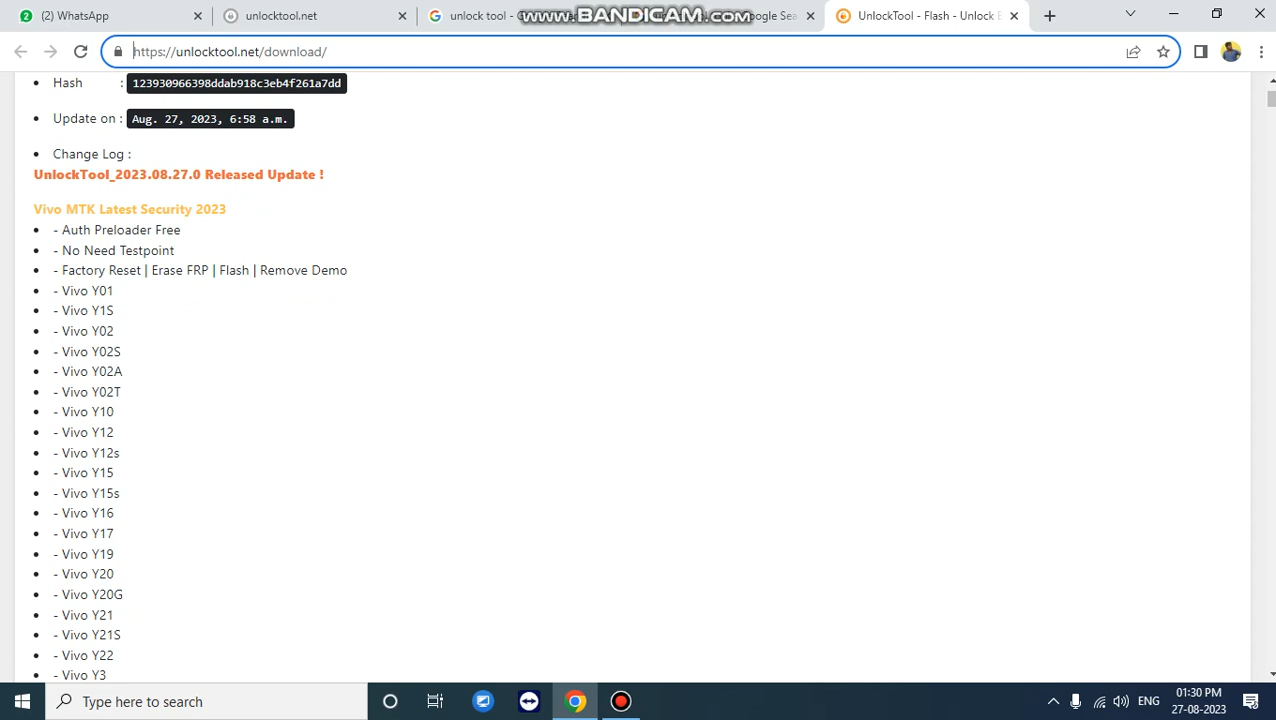 (2) WhatsApp
unlocktool.net
unlock tool - G
www.BANDICAM.com
oogle Sea
UnlockTool - Flash - Unlock B
https://unlocktool.net/download/
Hash : 123930966398ddab918c3eb4f261a7dd
Update on : Aug. 27, 2023, 6:58 a.m.
Change Log :
UnlockTool_2023.08.27.0 Released Update !
Vivo MTK Latest Security 2023
- Auth Preloader Free
- No Need Testpoint
- Factory Reset | Erase FRP | Flash | Remove Demo
- Vivo Y01
- Vivo Y1S
- Vivo Y02
- Vivo Y02S
- Vivo Y02A
- Vivo Y02T
- Vivo Y10
- Vivo Y12
- Vivo Y12s
- Vivo Y15
- Vivo Y15s
- Vivo Y16
- Vivo Y17
- Vivo Y19
- Vivo Y20
- Vivo Y20G
- Vivo Y21
- Vivo Y21S
- Vivo Y22
- Vivo Y3
Type here to search
ENG
01:30 PM
27-08-2023